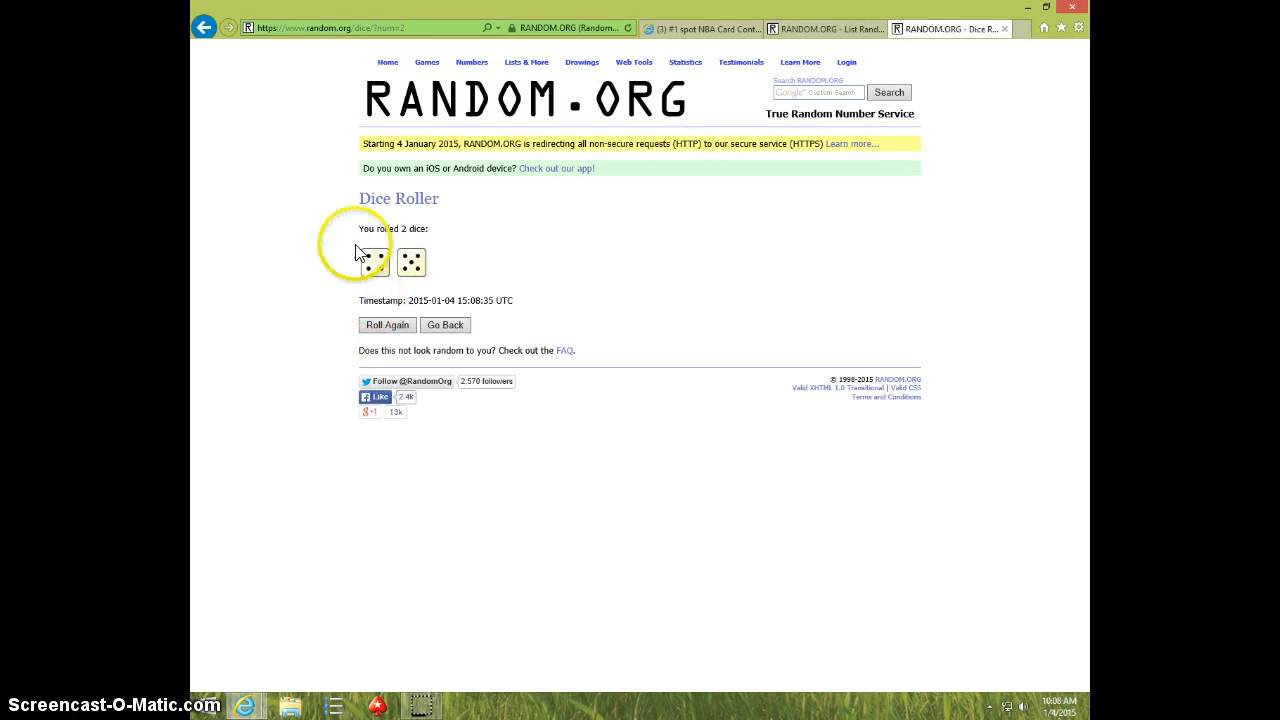 https://www.random.org/dice/?num=2
RANDOM.ORG (Random...
(3) #1 spot NBA Card Cont...
RANDOM.ORG - List Rand...
RANDOM.ORG - Dice R...
Home Games Numbers Lists & More Drawings Web Tools Statistics Testimonials Learn More Login
RANDOM.ORG
Search RANDOM.ORG
Google™ Custom Search
Search
True Random Number Service
Starting 4 January 2015, RANDOM.ORG is redirecting all non-secure requests (HTTP) to our secure service (HTTPS) Learn more...
Do you own an iOS or Android device? Check out our app!
Dice Roller
You rolled 2 dice:
Timestamp: 2015-01-04 15:08:35 UTC
Roll Again Go Back
Does this not look random to you? Check out the FAQ.
Follow @RandomOrg 2,570 followers
Like 2.4k
g+1 13k
© 1998-2015 RANDOM.ORG
Valid XHTML 1.0 Transitional | Valid CSS
Terms and Conditions
Screencast-O-Matic.com
10:08 AM
1/4/2015